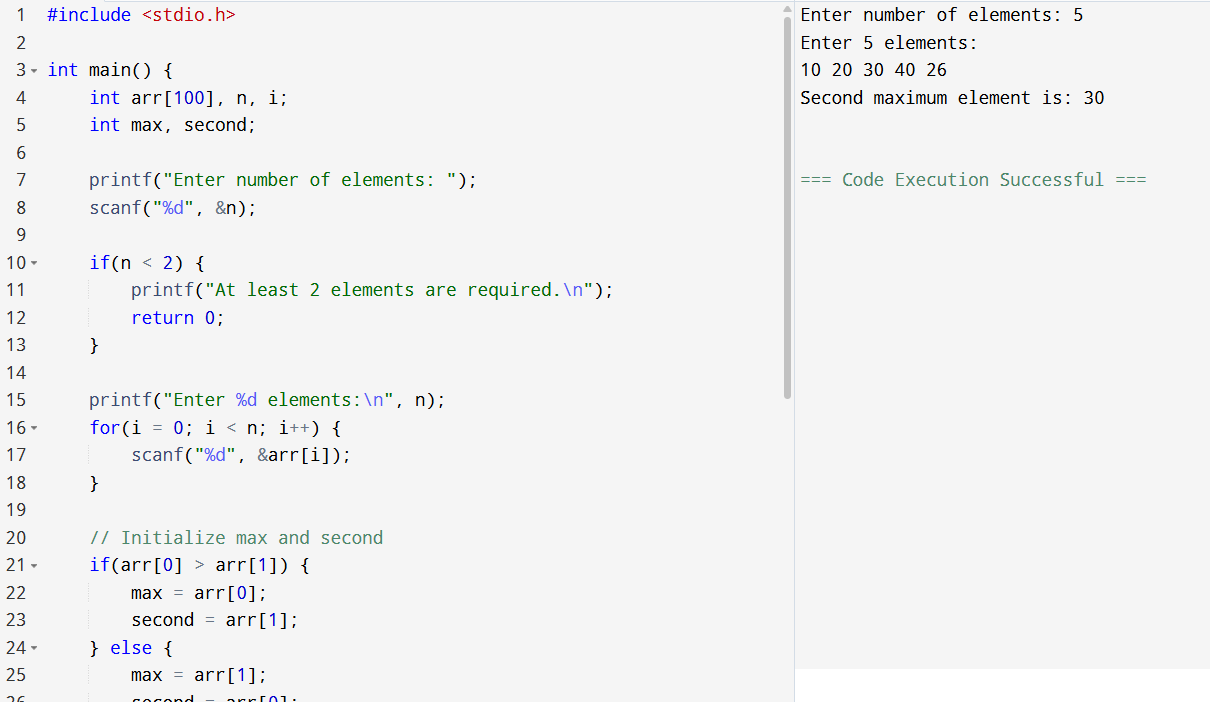 1 #include <stdio.h>
2
3 int main() {
4 int arr[100], n, i;
5 int max, second;
6
7 printf("Enter number of elements: ");
8 scanf("%d", &n);
9
10 if(n < 2) {
11 printf("At least 2 elements are required.\n");
12 return 0;
13 }
14
15 printf("Enter %d elements:\n", n);
16 for(i = 0; i < n; i++) {
17 scanf("%d", &arr[i]);
18 }
19
20 // Initialize max and second
21 if(arr[0] > arr[1]) {
22 max = arr[0];
23 second = arr[1];
24 } else {
25 max = arr[1];
26 second = arr[0];
Enter number of elements: 5
Enter 5 elements:
10 20 30 40 26
Second maximum element is: 30
=== Code Execution Successful ===